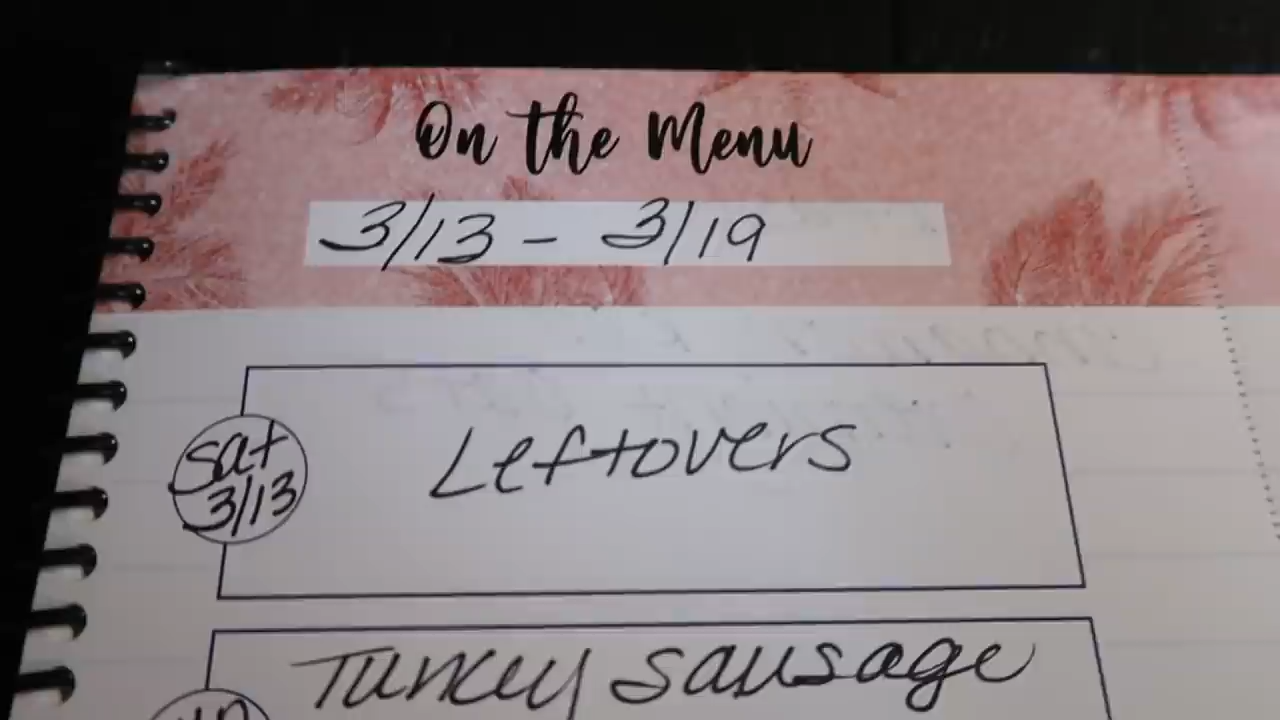 On the Menu
3/13 - 3/19
Sat
3/13
Leftovers
Turkey sausage